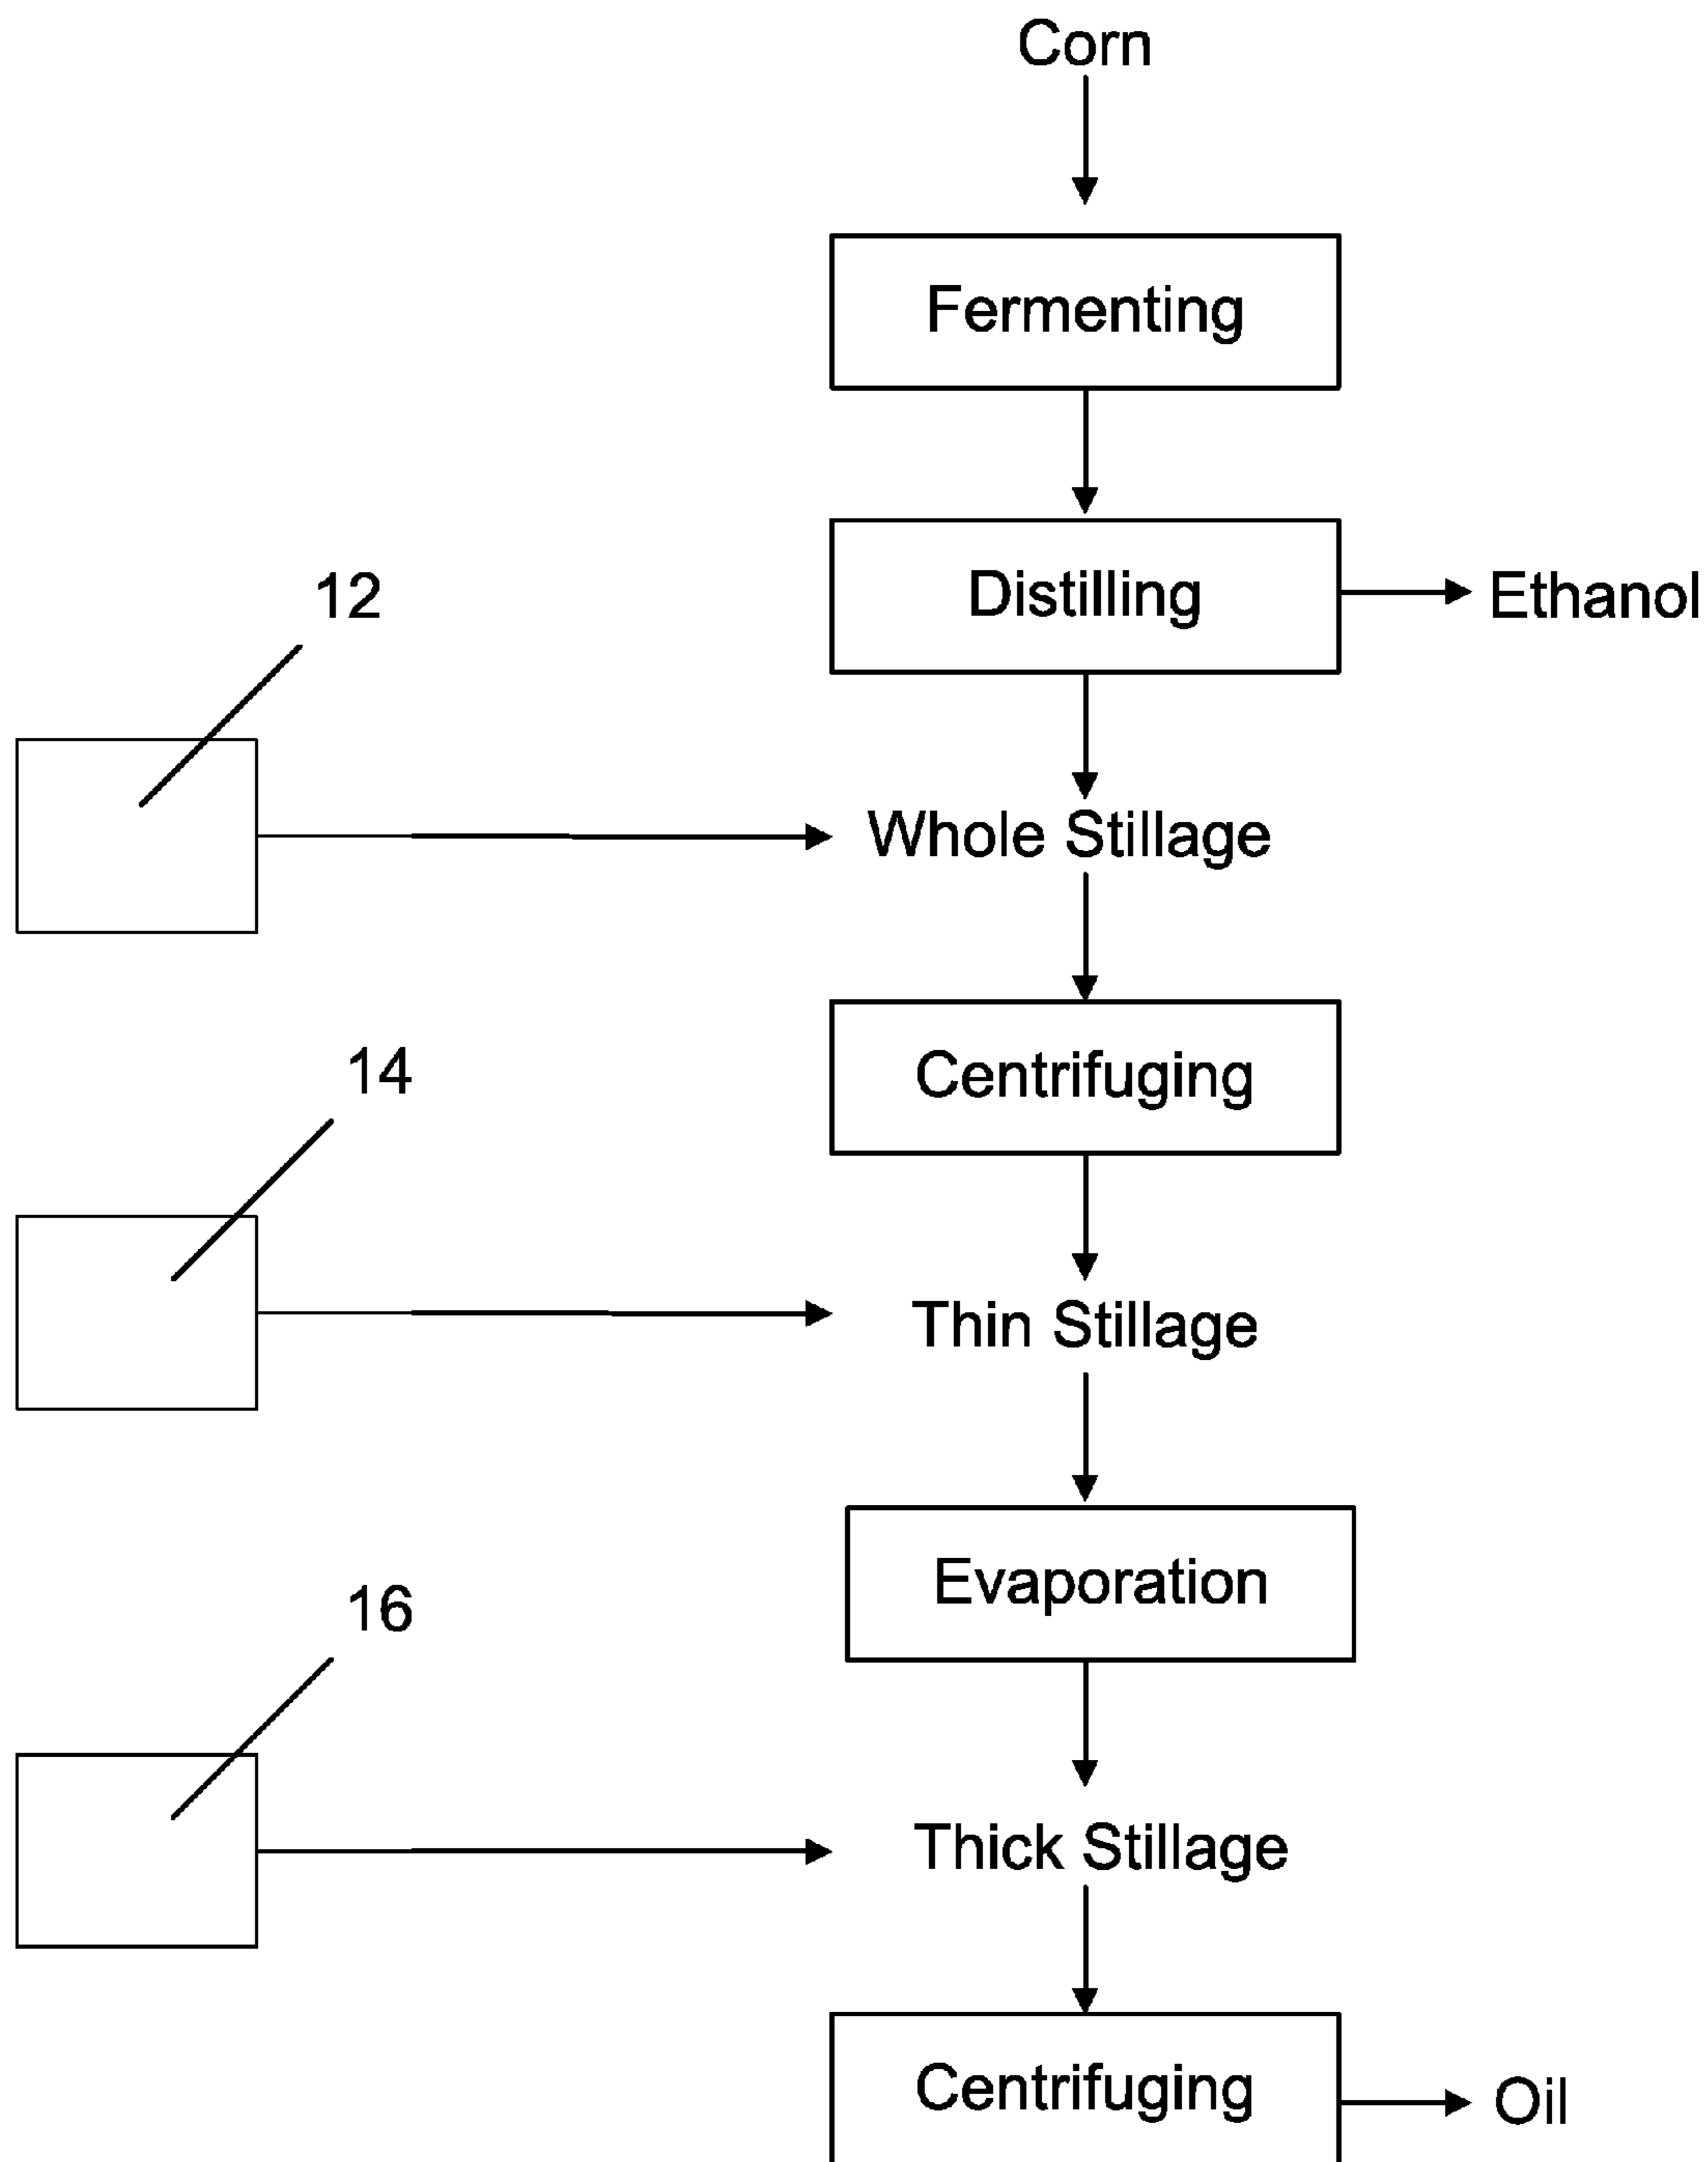 Corn
Fermenting
Distilling
Ethanol
12
Whole Stillage
Centrifuging
14
Thin Stillage
Evaporation
16
Thick Stillage
Centrifuging
Oil